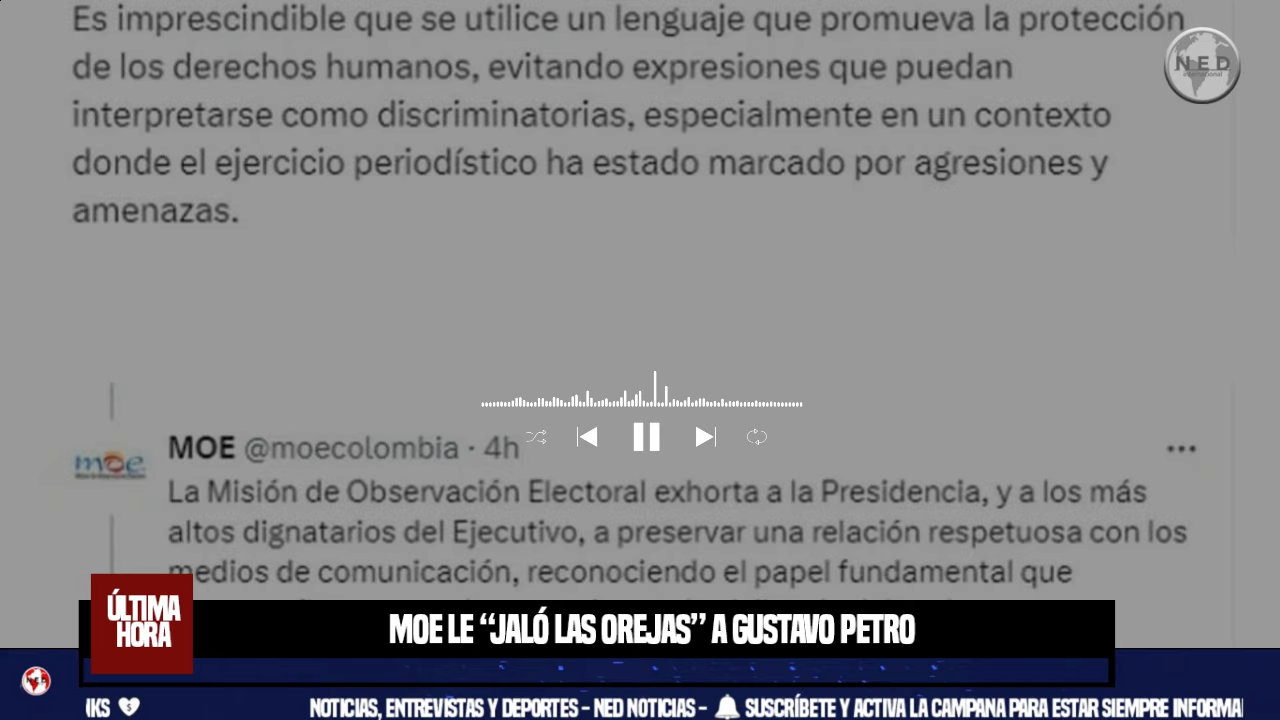 Es imprescindible que se utilice un lenguaje que promueva la protección
de los derechos humanos, evitando expresiones que puedan
interpretarse como discriminatorias, especialmente en un contexto
donde el ejercicio periodístico ha estado marcado por agresiones y
amenazas.
NED
international
moe
MOE @moecolombia · 4h
La Misión de Observación Electoral exhorta a la Presidencia, y a los más
altos dignatarios del Ejecutivo, a preservar una relación respetuosa con los
medios de comunicación, reconociendo el papel fundamental que
ÚLTIMA
HORA
MOE LE “JALÓ LAS OREJAS” A GUSTAVO PETRO
NOTICIAS, ENTREVISTAS Y DEPORTES - NED NOTICIAS - 🔔 SUSCRÍBETE Y ACTIVA LA CAMPANA PARA ESTAR SIEMPRE INFORMA